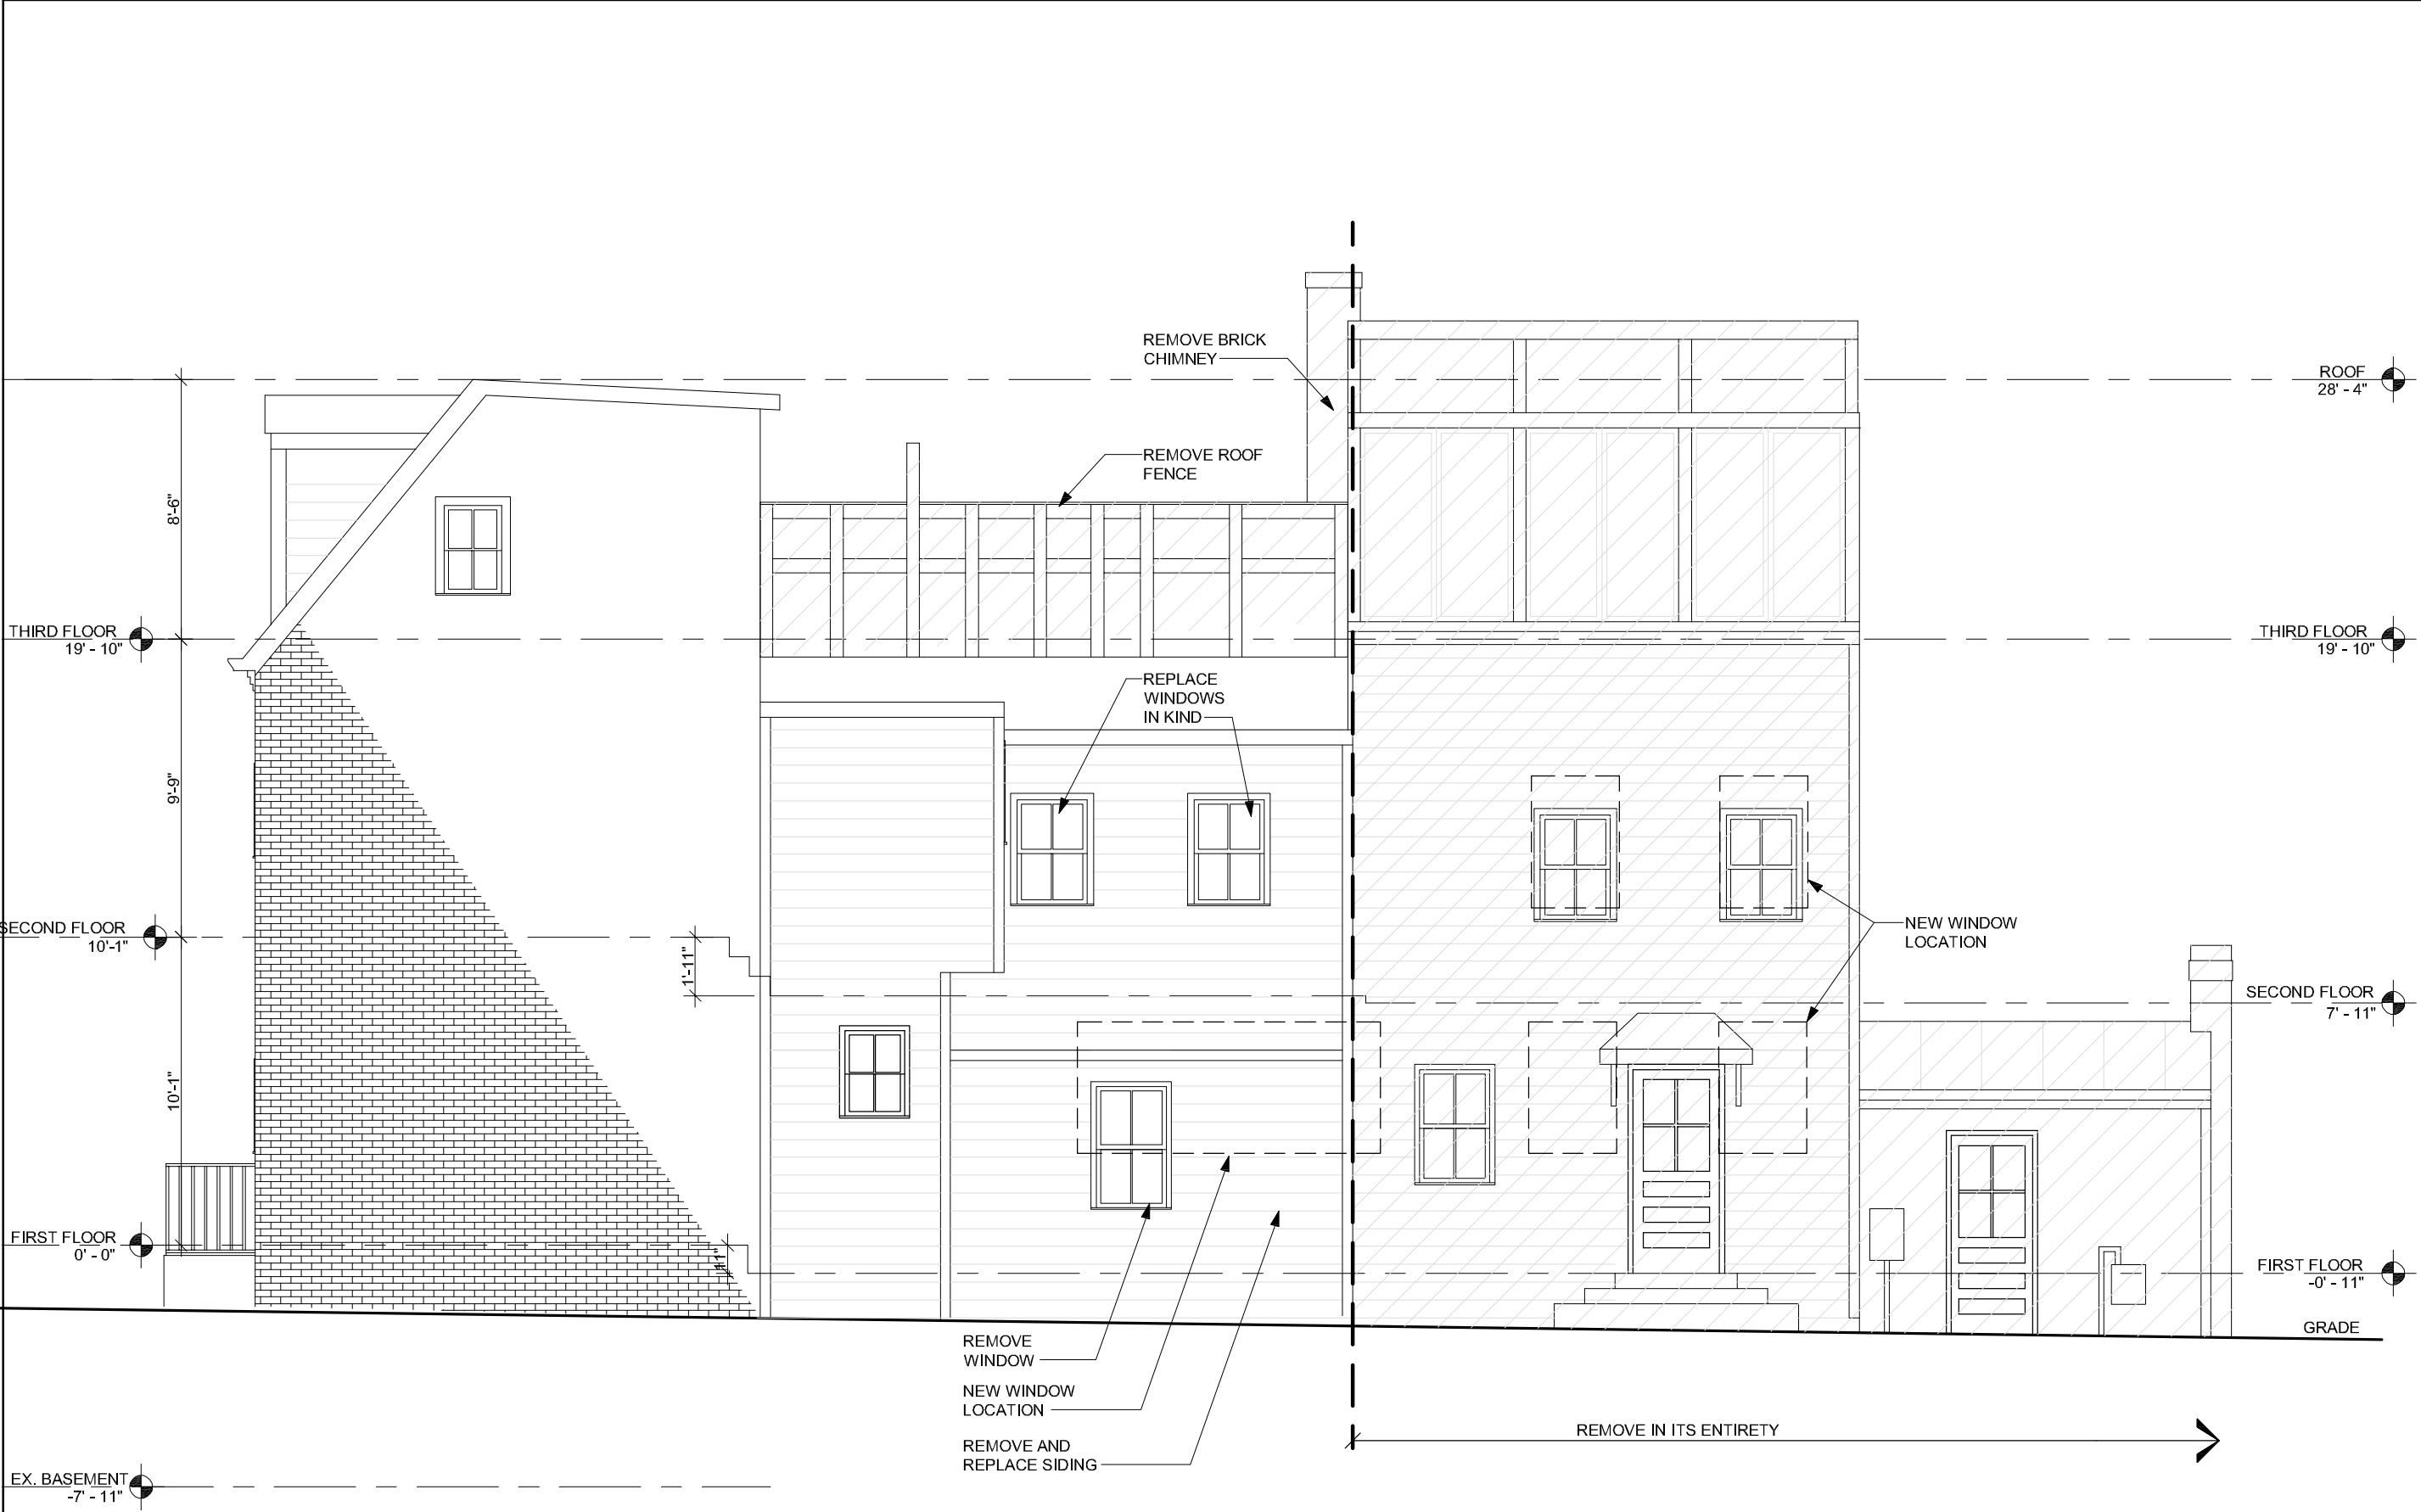 REMOVE BRICK
CHIMNEY
ROOF
28' - 4"
REMOVE ROOF
FENCE
8'-6"
THIRD FLOOR
19' - 10"
THIRD FLOOR
19' - 10"
REPLACE
WINDOWS
IN KIND
9'-9"
SECOND FLOOR
10'-1"
1'-11"
NEW WINDOW
LOCATION
SECOND FLOOR
7' - 11"
10'-1"
FIRST FLOOR
0' - 0"
11"
FIRST FLOOR
-0' - 11"
GRADE
REMOVE
WINDOW
NEW WINDOW
LOCATION
REMOVE AND
REPLACE SIDING
REMOVE IN ITS ENTIRETY
EX. BASEMENT
-7' - 11"